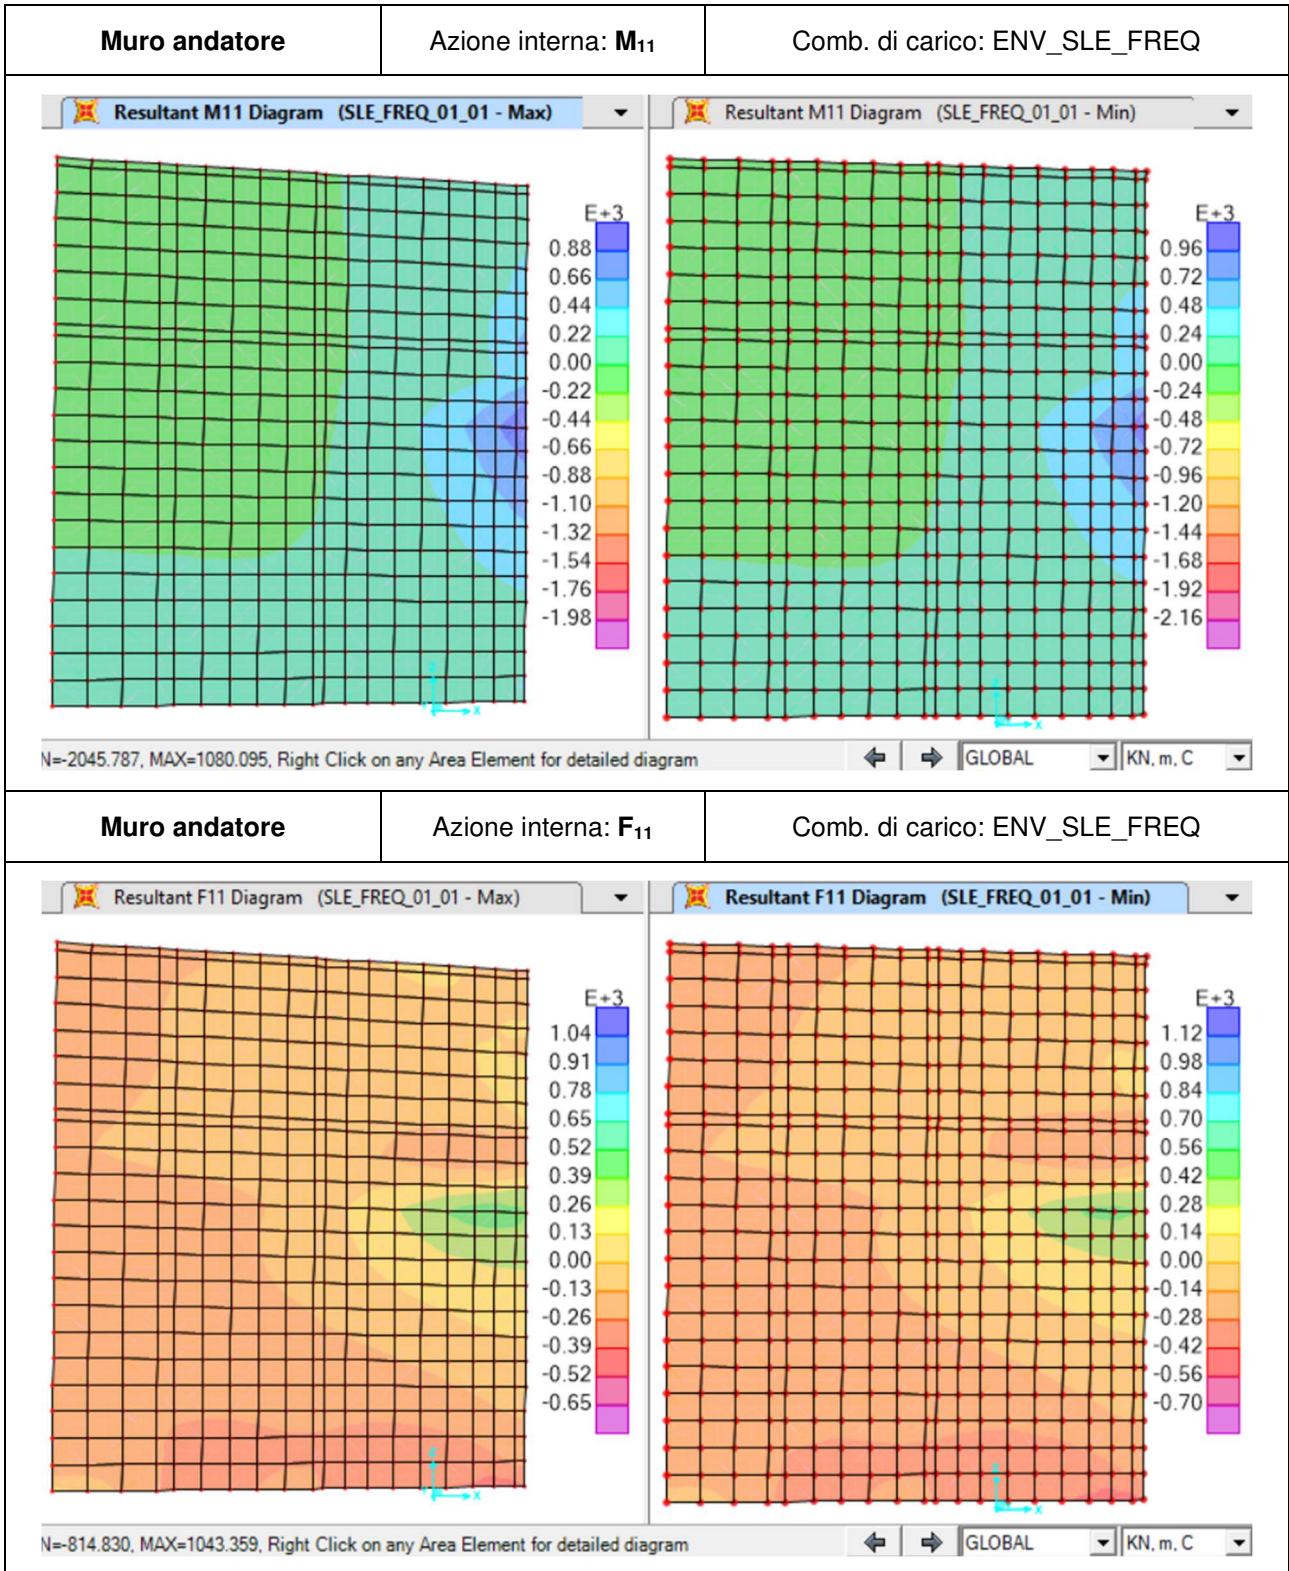 Muro andatore Azione interna: M₁₁ Comb. di carico: ENV_SLE_FREQ
Resultant M11 Diagram (SLE_FREQ_01_01 - Max)
E+3
0.88
0.66
0.44
0.22
0.00
-0.22
-0.44
-0.66
-0.88
-1.10
-1.32
-1.54
-1.76
-1.98
Z
X
Resultant M11 Diagram (SLE_FREQ_01_01 - Min)
E+3
0.96
0.72
0.48
0.24
0.00
-0.24
-0.48
-0.72
-0.96
-1.20
-1.44
-1.68
-1.92
-2.16
Z
X
N=-2045.787, MAX=1080.095, Right Click on any Area Element for detailed diagram GLOBAL KN, m, C
Muro andatore Azione interna: F₁₁ Comb. di carico: ENV_SLE_FREQ
Resultant F11 Diagram (SLE_FREQ_01_01 - Max)
E+3
1.04
0.91
0.78
0.65
0.52
0.39
0.26
0.13
0.00
-0.13
-0.26
-0.39
-0.52
-0.65
Z
X
Resultant F11 Diagram (SLE_FREQ_01_01 - Min)
E+3
1.12
0.98
0.84
0.70
0.56
0.42
0.28
0.14
0.00
-0.14
-0.28
-0.42
-0.56
-0.70
Z
X
N=-814.830, MAX=1043.359, Right Click on any Area Element for detailed diagram GLOBAL KN, m, C